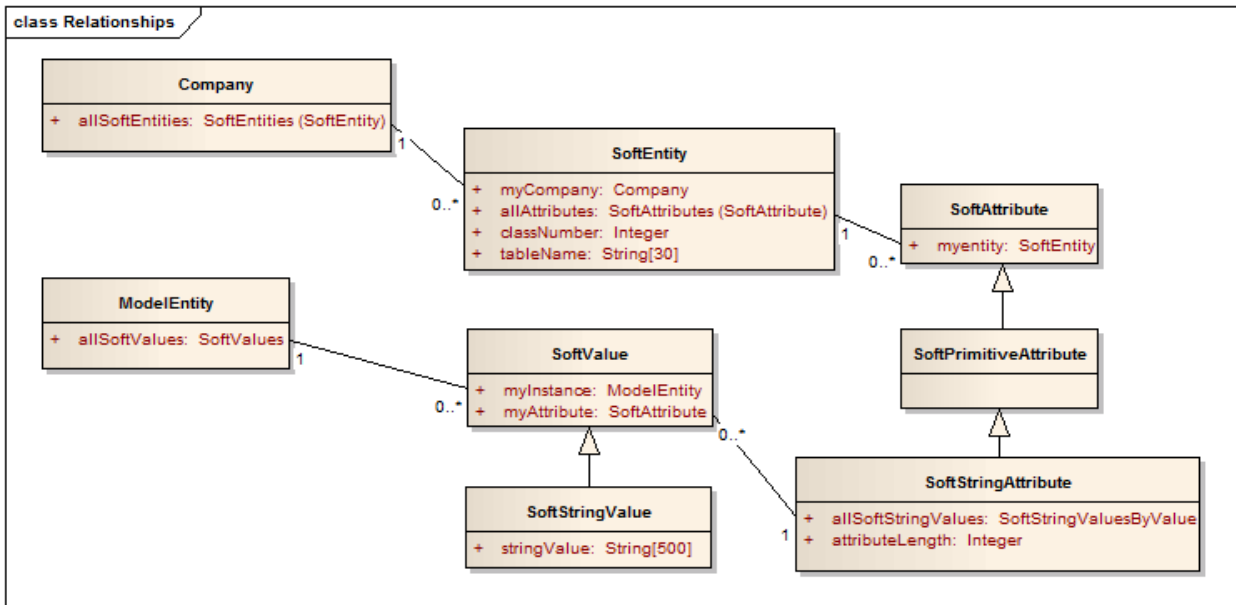 class Relationships
Company
+ allSoftEntities: SoftEntities (SoftEntity)
1
0..*
SoftEntity
+ myCompany: Company
+ allAttributes: SoftAttributes (SoftAttribute)
+ classNumber: Integer
+ tableName: String[30]
1
0..*
SoftAttribute
+ myentity: SoftEntity
ModelEntity
+ allSoftValues: SoftValues
1
0..*
SoftValue
+ myInstance: ModelEntity
+ myAttribute: SoftAttribute
0..*
1
SoftPrimitiveAttribute
SoftStringValue
+ stringValue: String[500]
SoftStringAttribute
+ allSoftStringValues: SoftStringValuesByValue
+ attributeLength: Integer